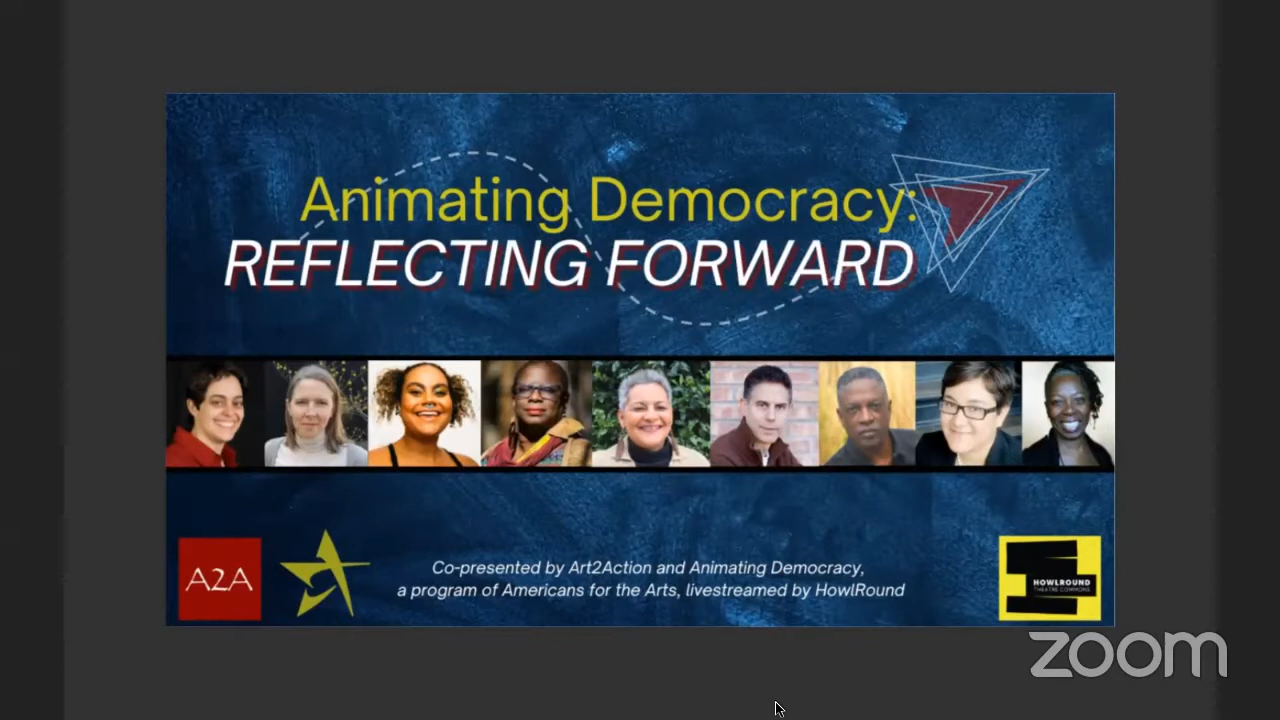 Animating Democracy:
REFLECTING FORWARD
A2A
Co-presented by Art2Action and Animating Democracy,
a program of Americans for the Arts, livestreamed by HowlRound
HOWLROUND
THEATRE COMMONS
zoom